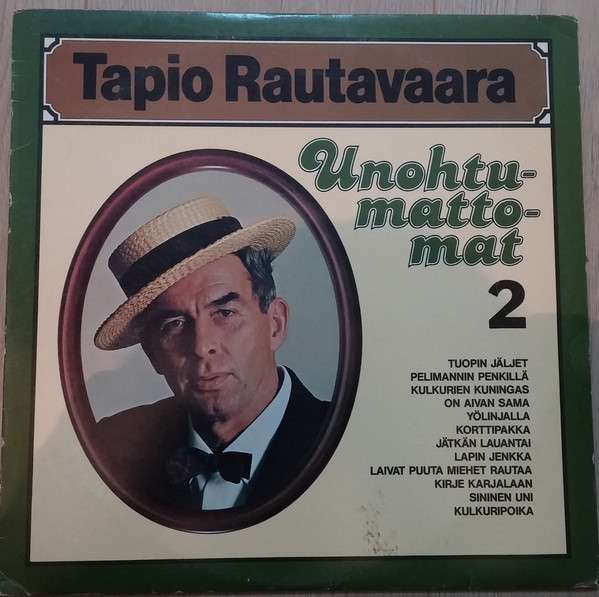 Tapio Rautavaara
Unohtu-
matto-
mat
2
TUOPIN JÄLJET
PELIMANNIN PENKILLÄ
KULKURIEN KUNINGAS
ON AIVAN SAMA
YÖLINJALLA
KORTTIPAKKA
JÄTKÄN LAUANTAI
LAPIN JENKKA
LAIVAT PUUTA MIEHET RAUTAA
KIRJE KARJALAAN
SININEN UNI
KULKURIPOIKA